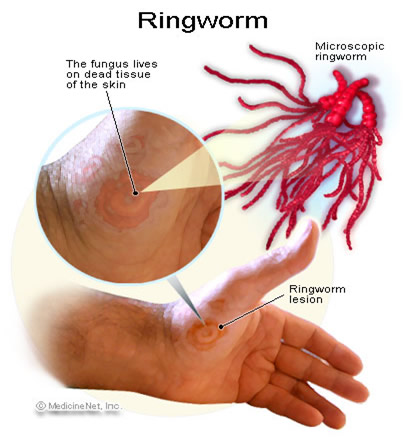 Ringworm
Microscopic
ringworm
The fungus lives
on dead tissue
of the skin
Ringworm
lesion
© MedicineNet, Inc.